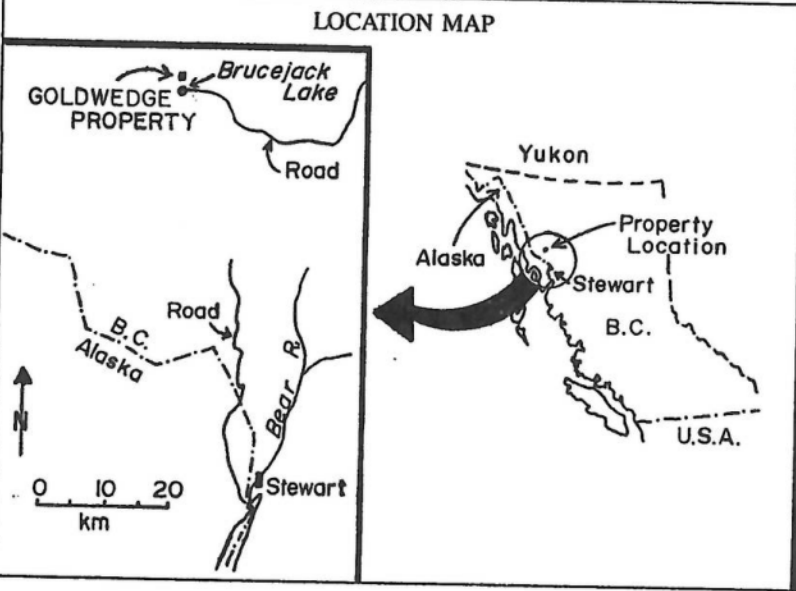 LOCATION MAP
Brucejack
Lake
GOLDWEDGE
PROPERTY
Road
B.C.
Alaska
Road
Bear R.
N
Stewart
0 10 20
km
Yukon
Property
Location
Alaska
Stewart
B.C.
U.S.A.